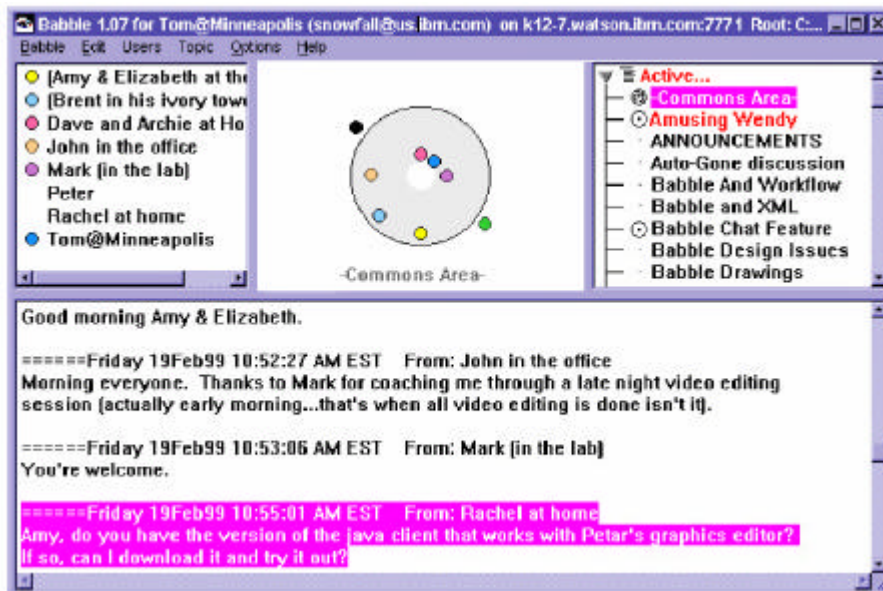 Babble 1.07 for Tom@Minneapolis (snowfall@us.ibm.com) on k12-7.watson.ibm.com:7771 Root: C:...
Babble Edit Users Topic Options Help
(Amy & Elizabeth at the
(Brent in his ivory tow
Dave and Archie at Ho
John in the office
Mark (in the lab)
Peter
Rachel at home
Tom@Minneapolis
-Commons Area-
Active...
-Commons Area-
Amusing Wendy
ANNOUNCEMENTS
Auto-Gone discussion
Babble And Workflow
Babble and XML
Babble Chat Feature
Babble Design Issues
Babble Drawings
Good morning Amy & Elizabeth.
======Friday 19Feb99 10:52:27 AM EST From: John in the office
Morning everyone. Thanks to Mark for coaching me through a late night video editing
session (actually early morning...that's when all video editing is done isn't it).
======Friday 19Feb99 10:53:06 AM EST From: Mark (in the lab)
You're welcome.
======Friday 19Feb99 10:55:01 AM EST From: Rachel at home
Amy, do you have the version of the java client that works with Petar's graphics editor?
If so, can I download it and try it out?